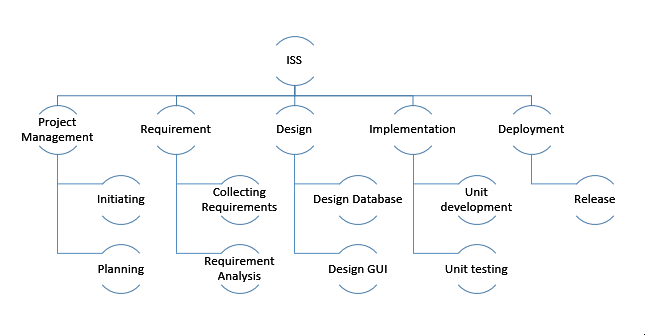 ISS
Project
Management
Requirement
Design
Implementation
Deployment
Initiating
Collecting
Requirements
Design Database
Unit
development
Release
Planning
Requirement
Analysis
Design GUI
Unit testing